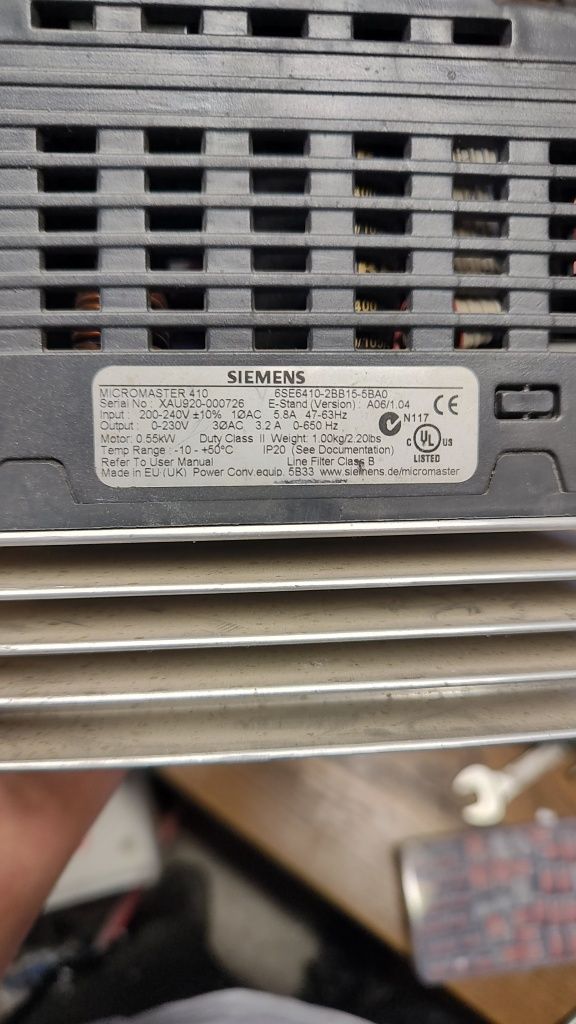 SIEMENS
MICROMASTER 410 6SE6410-2BB15-5BA0
Serial No : XAU920-000726 E-Stand (Version) : A06/1.04 CE
Input : 200-240V ±10% 1ØAC 5.8A 47-63Hz N117
Output : 0-230V 3ØAC 3.2 A 0-650 Hz
Motor: 0.55kW Duty Class II Weight: 1.00kg/2.20lbs C UL US
Temp Range : -10 - +50°C IP20 (See Documentation) LISTED
Refer To User Manual Line Filter Class B
Made in EU (UK) Power Conv.equip. 5B33 www.siemens.de/micromaster